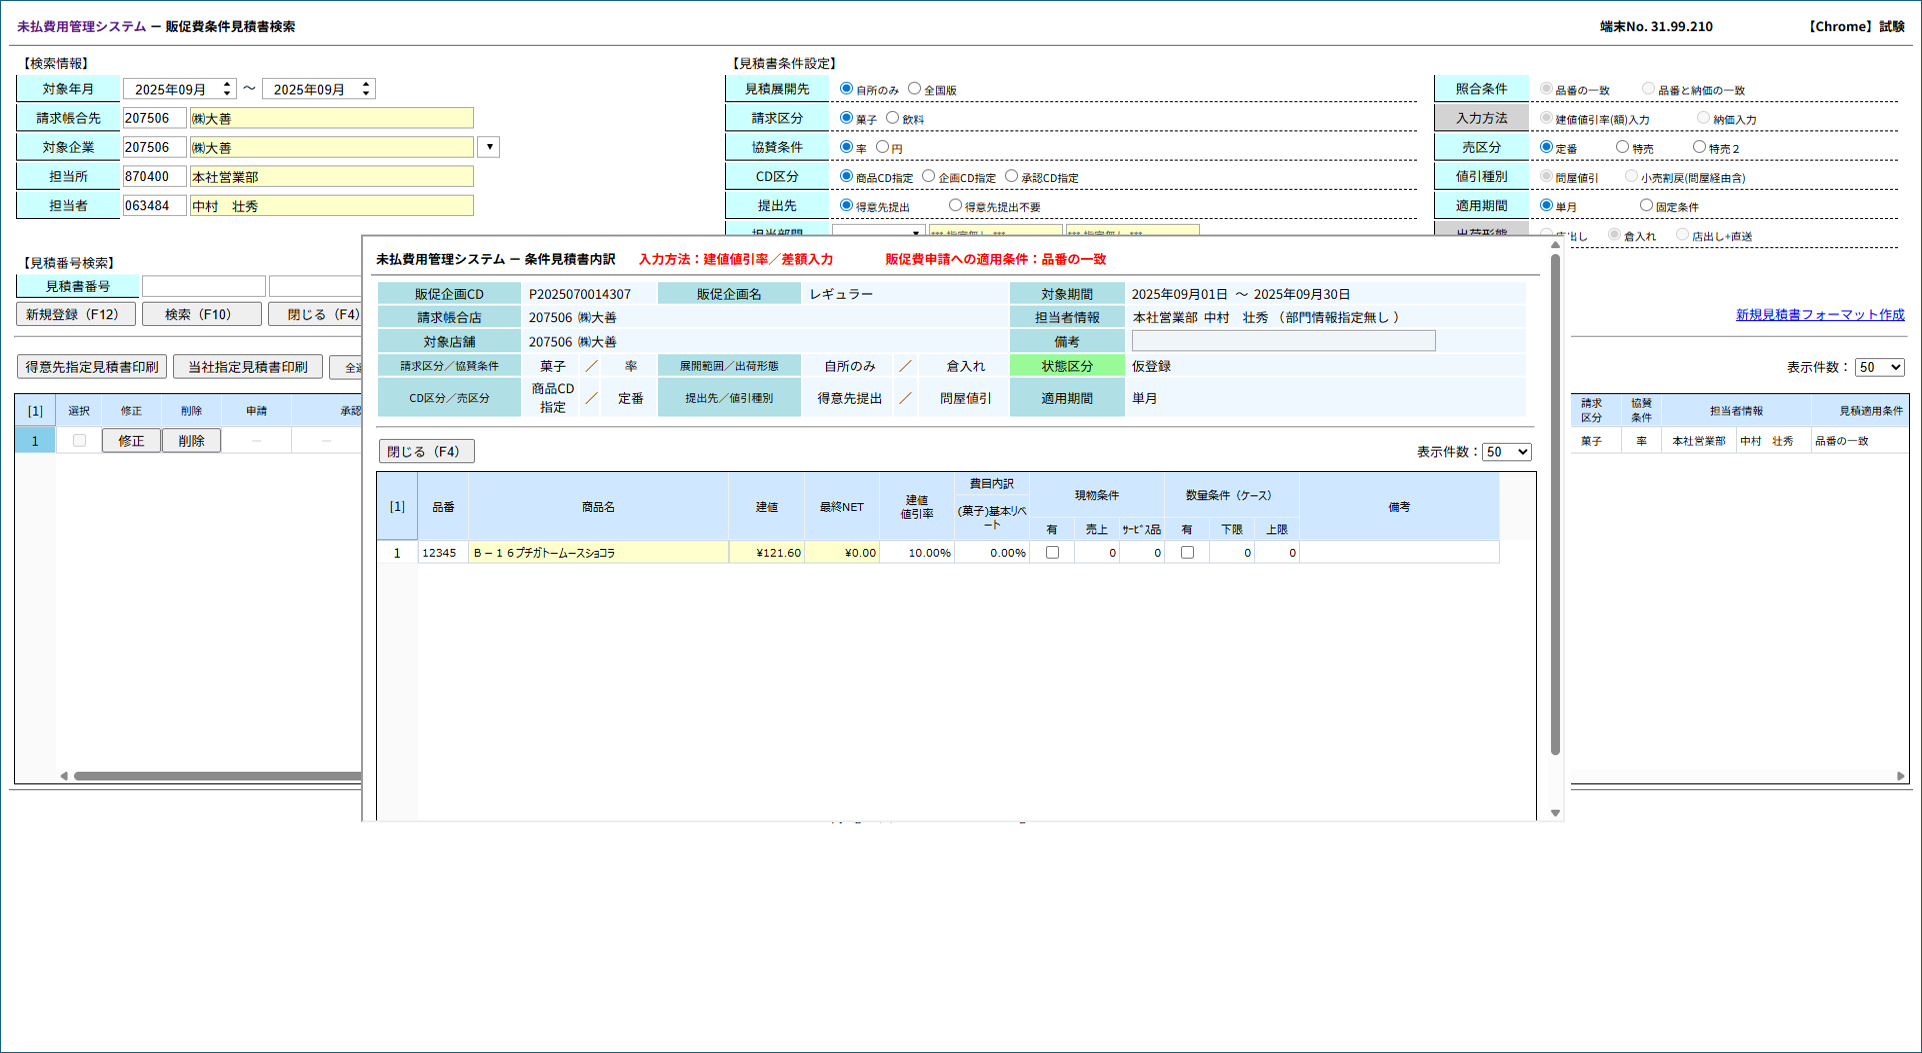 未払費用管理システム － 販促費条件見積書検索 端末No. 31.99.210 【Chrome】試験
【検索情報】
対象年月 2025年09月 ～ 2025年09月
請求帳合先 207506 ㈱大善
対象企業 207506 ㈱大善 ▼
担当所 870400 本社営業部
担当者 063484 中村　壮秀
【見積書条件設定】
見積展開先 自所のみ 全国版
請求区分 菓子 飲料
協賛条件 率 円
CD区分 商品CD指定 企画CD指定 承認CD指定
提出先 得意先提出 得意先提出不要
担当部門 *** 指定無し *** *** 指定無し ***
照合条件 品番の一致 品番と納価の一致
入力方法 建値値引率(額)入力 納価入力
売区分 定番 特売 特売２
値引種別 問屋値引 小売割戻(問屋経由含)
適用期間 単月 固定条件
出荷形態 店出し 倉入れ 店出し+直送
【見積番号検索】
見積書番号
新規登録（F12） 検索（F10） 閉じる（F4）
新規見積書フォーマット作成
得意先指定見積書印刷 当社指定見積書印刷
表示件数： 50
[1] 選択 修正 削除 申請 承認
1 修正 削除 － －
請求区分 協賛条件 担当者情報 見積適用条件
菓子 率 本社営業部 中村　壮秀 品番の一致
未払費用管理システム － 条件見積書内訳 入力方法：建値値引率／差額入力 販促費申請への適用条件：品番の一致
販促企画CD P2025070014307 販促企画名 レギュラー 対象期間 2025年09月01日 ～ 2025年09月30日
請求帳合店 207506 ㈱大善 担当者情報 本社営業部 中村　壮秀 （ 部門情報指定無し ）
対象店舗 207506 ㈱大善 備考
請求区分／協賛条件 菓子 ／ 率 展開範囲／出荷形態 自所のみ ／ 倉入れ 状態区分 仮登録
CD区分／売区分 商品CD指定 ／ 定番 提出先／値引種別 得意先提出 ／ 問屋値引 適用期間 単月
閉じる（F4） 表示件数： 50
[1] 品番 商品名 建値 最終NET 建値値引率 費目内訳 (菓子)基本リベート 現物条件 有 売上 ｻｰﾋﾞｽ品 数量条件（ケース） 有 下限 上限 備考
1 12345 Ｂ－１６プチガトームースショコラ ¥121.60 ¥0.00 10.00% 0.00% 0 0 0 0